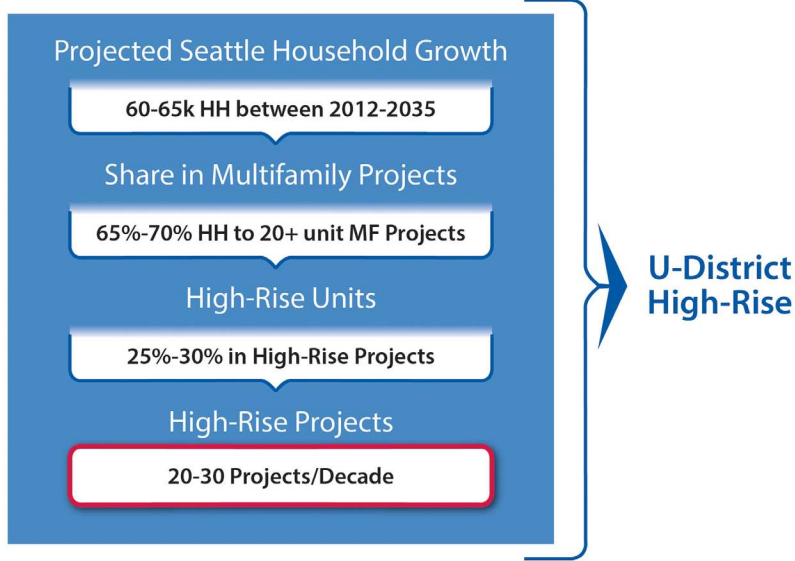 Projected Seattle Household Growth
60-65k HH between 2012-2035
Share in Multifamily Projects
65%-70% HH to 20+ unit MF Projects
High-Rise Units
25%-30% in High-Rise Projects
High-Rise Projects
20-30 Projects/Decade
U-District
High-Rise